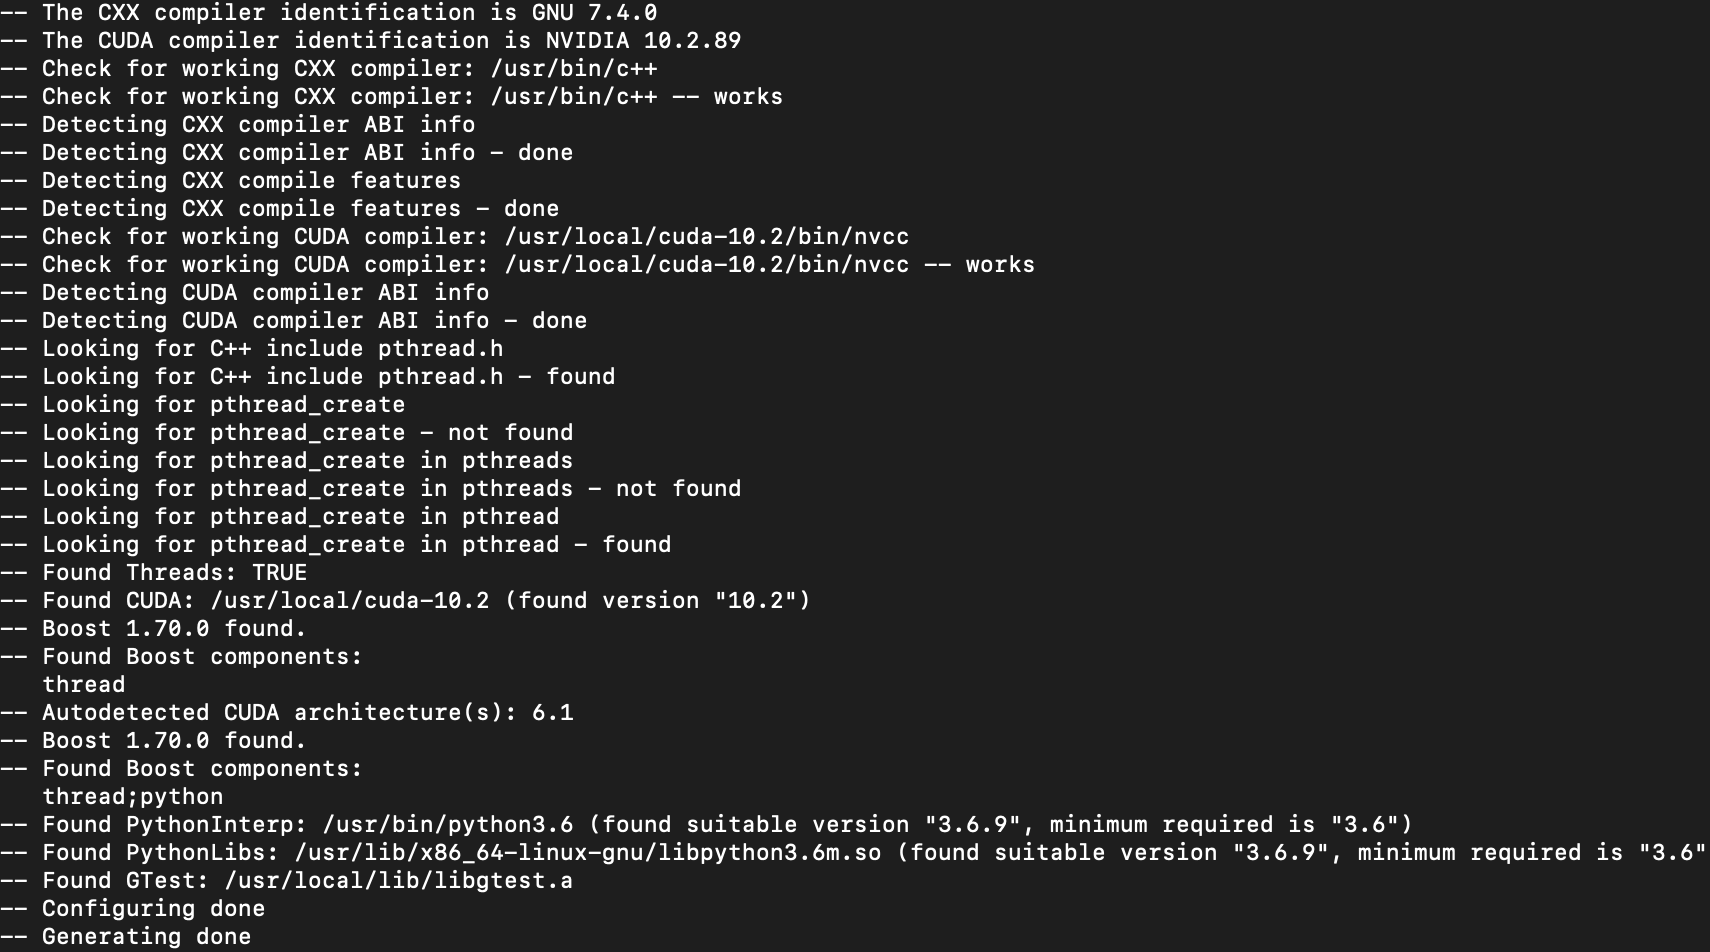 -- The CXX compiler identification is GNU 7.4.0
-- The CUDA compiler identification is NVIDIA 10.2.89
-- Check for working CXX compiler: /usr/bin/c++
-- Check for working CXX compiler: /usr/bin/c++ -- works
-- Detecting CXX compiler ABI info
-- Detecting CXX compiler ABI info - done
-- Detecting CXX compile features
-- Detecting CXX compile features - done
-- Check for working CUDA compiler: /usr/local/cuda-10.2/bin/nvcc
-- Check for working CUDA compiler: /usr/local/cuda-10.2/bin/nvcc -- works
-- Detecting CUDA compiler ABI info
-- Detecting CUDA compiler ABI info - done
-- Looking for C++ include pthread.h
-- Looking for C++ include pthread.h - found
-- Looking for pthread_create
-- Looking for pthread_create - not found
-- Looking for pthread_create in pthreads
-- Looking for pthread_create in pthreads - not found
-- Looking for pthread_create in pthread
-- Looking for pthread_create in pthread - found
-- Found Threads: TRUE
-- Found CUDA: /usr/local/cuda-10.2 (found version "10.2")
-- Boost 1.70.0 found.
-- Found Boost components:
   thread
-- Autodetected CUDA architecture(s): 6.1
-- Boost 1.70.0 found.
-- Found Boost components:
   thread;python
-- Found PythonInterp: /usr/bin/python3.6 (found suitable version "3.6.9", minimum required is "3.6")
-- Found PythonLibs: /usr/lib/x86_64-linux-gnu/libpython3.6m.so (found suitable version "3.6.9", minimum required is "3.6"
-- Found GTest: /usr/local/lib/libgtest.a
-- Configuring done
-- Generating done